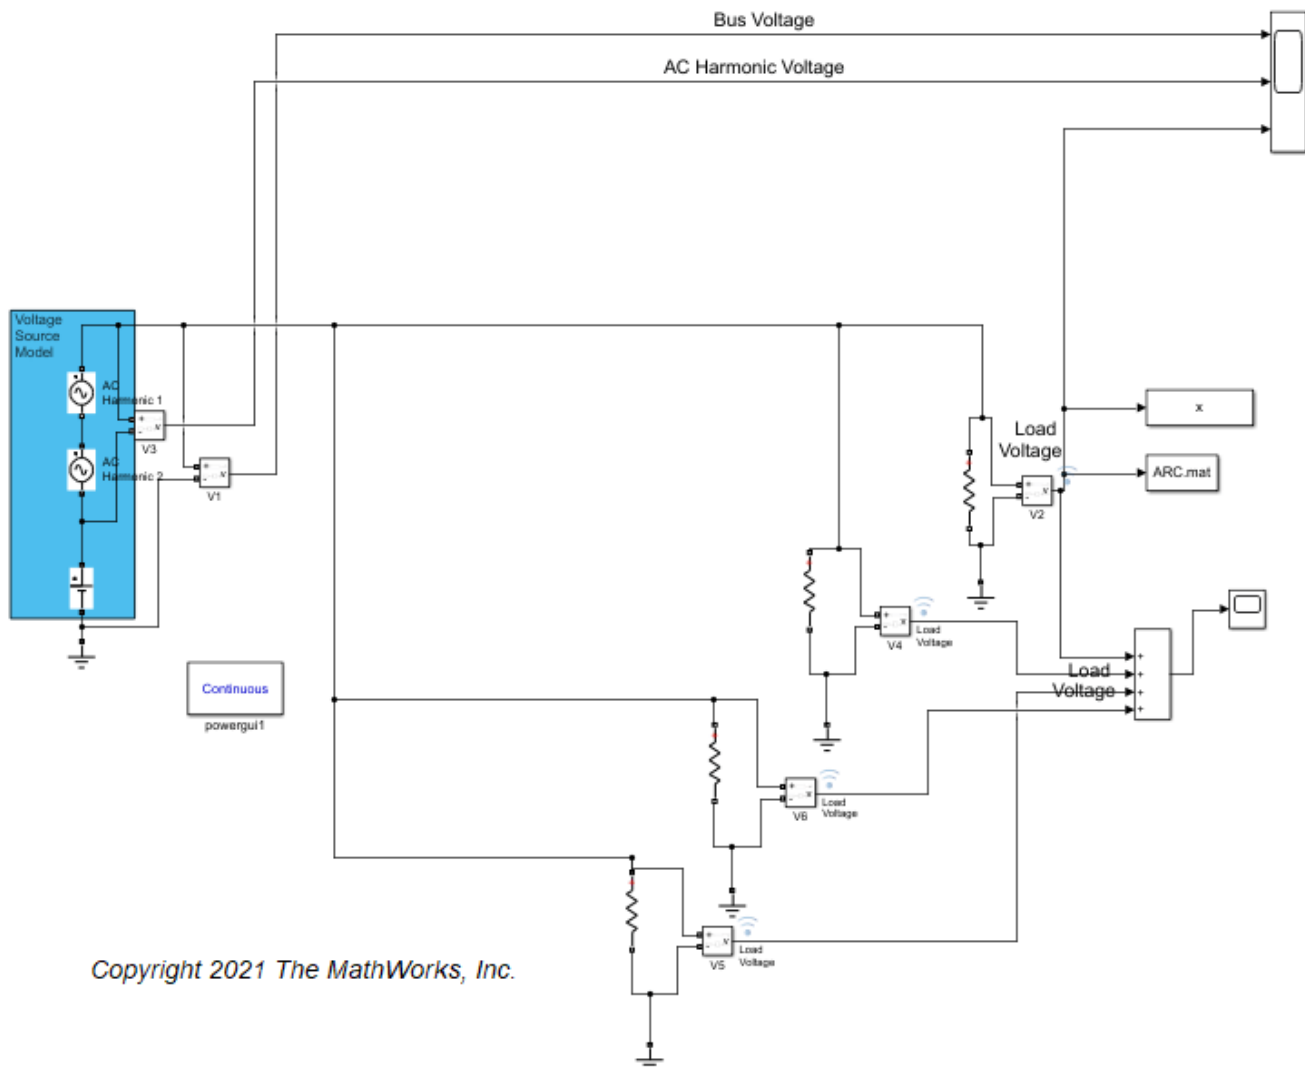 Bus Voltage
AC Harmonic Voltage
Voltage
Source
Model
AC
Harmonic 1
V3
AC
Harmonic 2
V1
Load
Voltage
V2
x
ARC.mat
V4
Load
Voltage
Load
Voltage
Continuous
powergui1
V6
Load
Voltage
V5
Load
Voltage
Copyright 2021 The MathWorks, Inc.